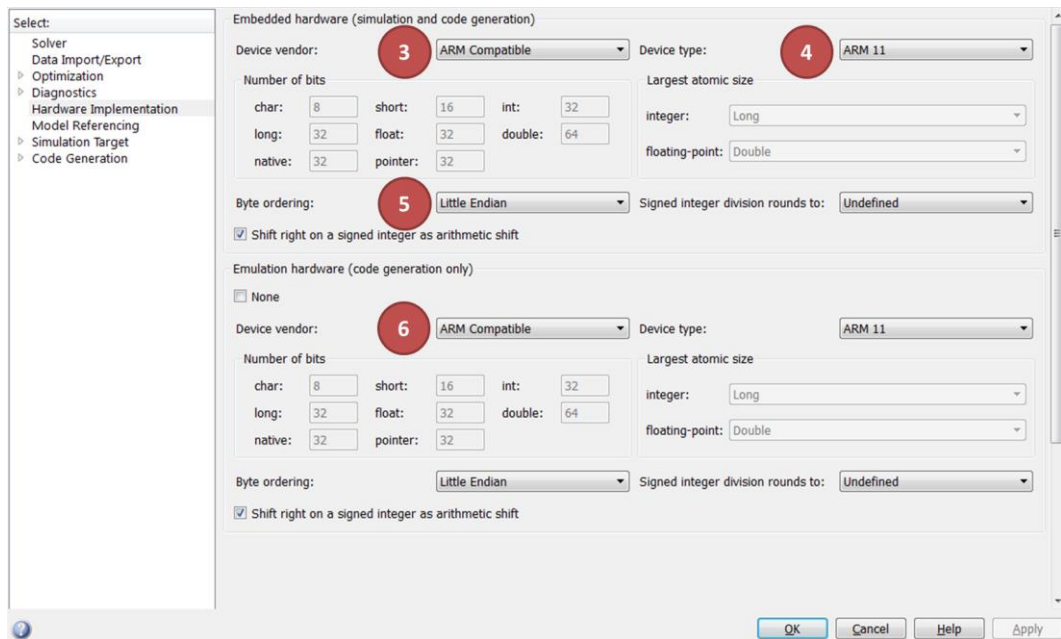 Select:
Solver
Data Import/Export
Optimization
Diagnostics
Hardware Implementation
Model Referencing
Simulation Target
Code Generation
Embedded hardware (simulation and code generation)
Device vendor: 3 ARM Compatible Device type: 4 ARM 11
Number of bits Largest atomic size
char: 8 short: 16 int: 32
integer: Long
long: 32 float: 32 double: 64
floating-point: Double
native: 32 pointer: 32
Byte ordering: 5 Little Endian Signed integer division rounds to: Undefined
Shift right on a signed integer as arithmetic shift
Emulation hardware (code generation only)
None
Device vendor: 6 ARM Compatible Device type: ARM 11
Number of bits Largest atomic size
char: 8 short: 16 int: 32
integer: Long
long: 32 float: 32 double: 64
floating-point: Double
native: 32 pointer: 32
Byte ordering: Little Endian Signed integer division rounds to: Undefined
Shift right on a signed integer as arithmetic shift
? OK Cancel Help Apply